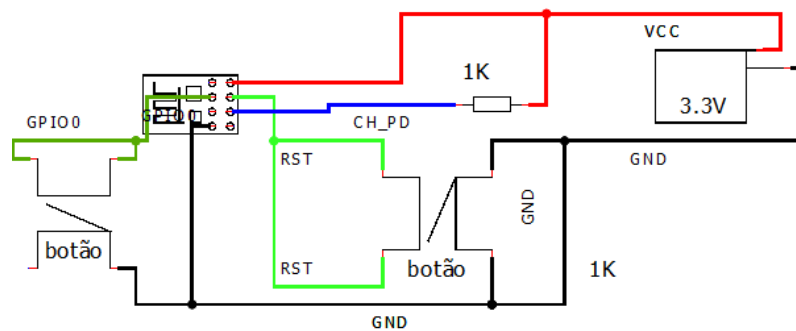 VCC
1K
3.3V
GPIO0
GPIO0
CH_PD
RST
GND
GND
botão
RST
botão
1K
GND